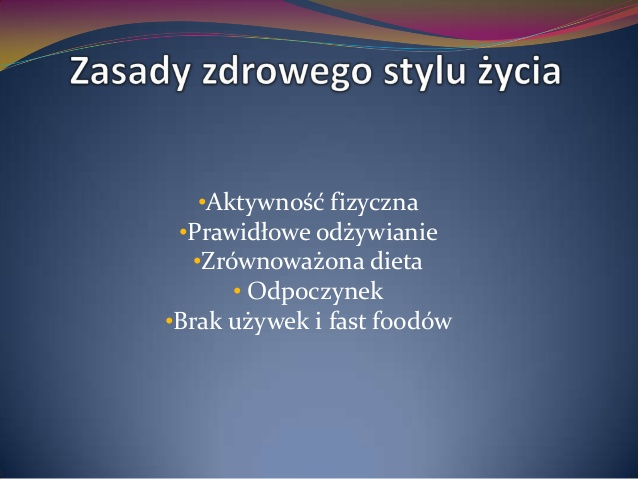 Zasady zdrowego stylu życia
•Aktywność fizyczna
•Prawidłowe odżywianie
•Zrównoważona dieta
• Odpoczynek
•Brak używek i fast foodów